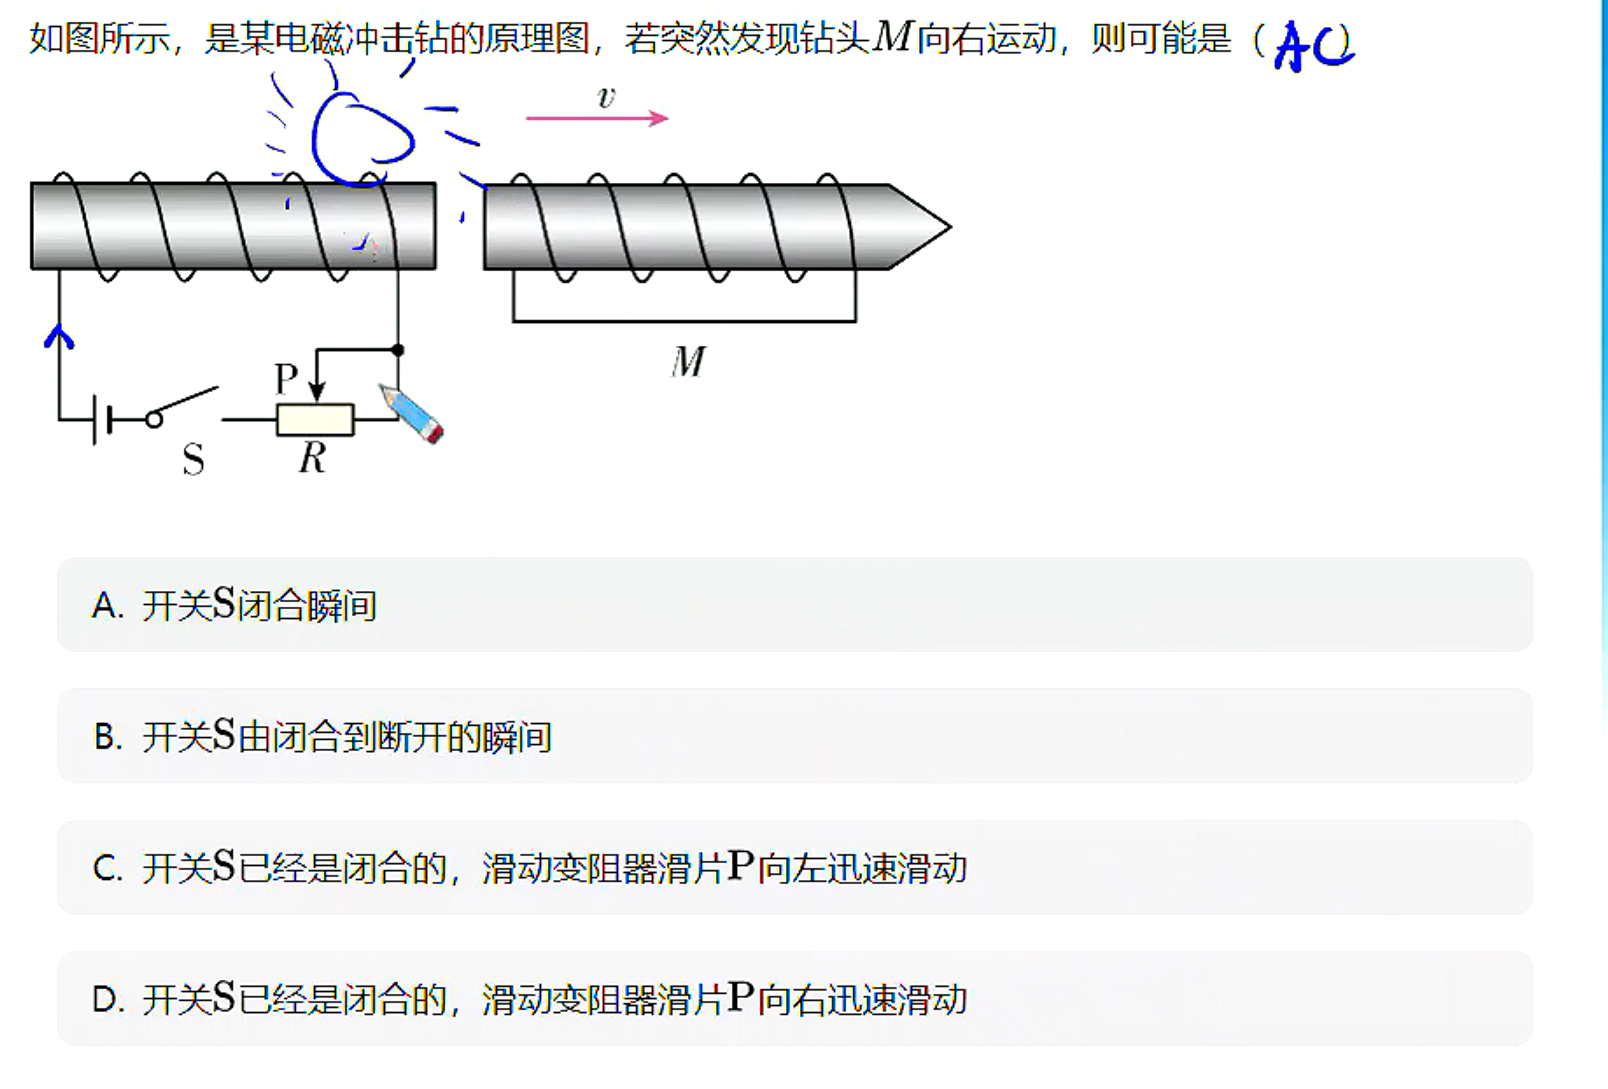 如图所示，是某电磁冲击钻的原理图，若突然发现钻头M向右运动，则可能是（AC）
v
P
M
S
R
A. 开关S闭合瞬间
B. 开关S由闭合到断开的瞬间
C. 开关S已经是闭合的，滑动变阻器滑片P向左迅速滑动
D. 开关S已经是闭合的，滑动变阻器滑片P向右迅速滑动